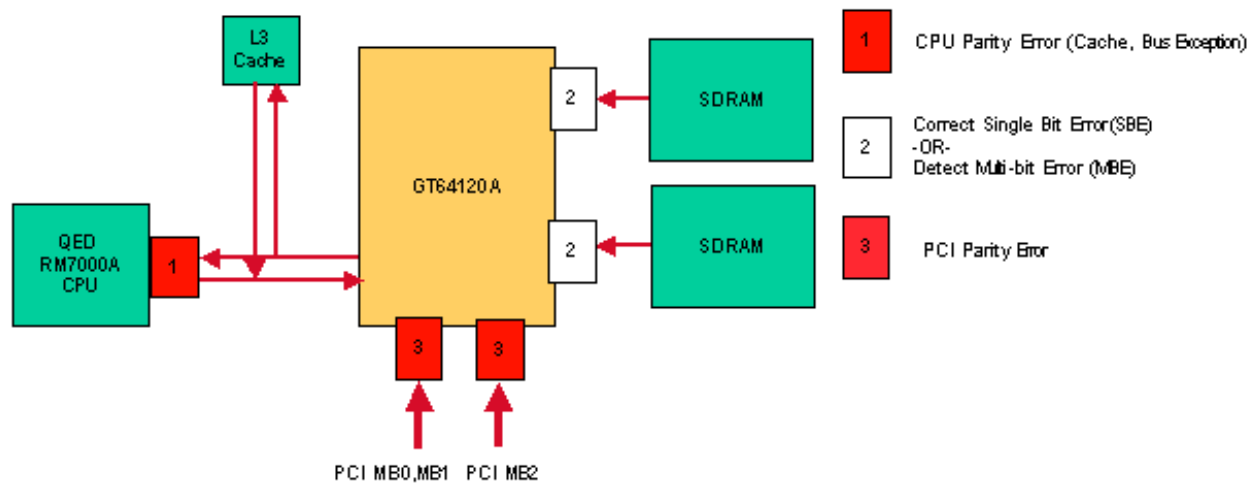 L3
Cache
1
CPU Parity Error (Cache, Bus Exception)
2
SDRAM
2
Correct Single Bit Error(SBE)
-OR-
Detect Multi-bit Error (MBE)
GT64120A
QED
RM7000A
CPU
1
2
SDRAM
3
PCI Parity Error
3
3
PCI MB0,MB1
PCI MB2